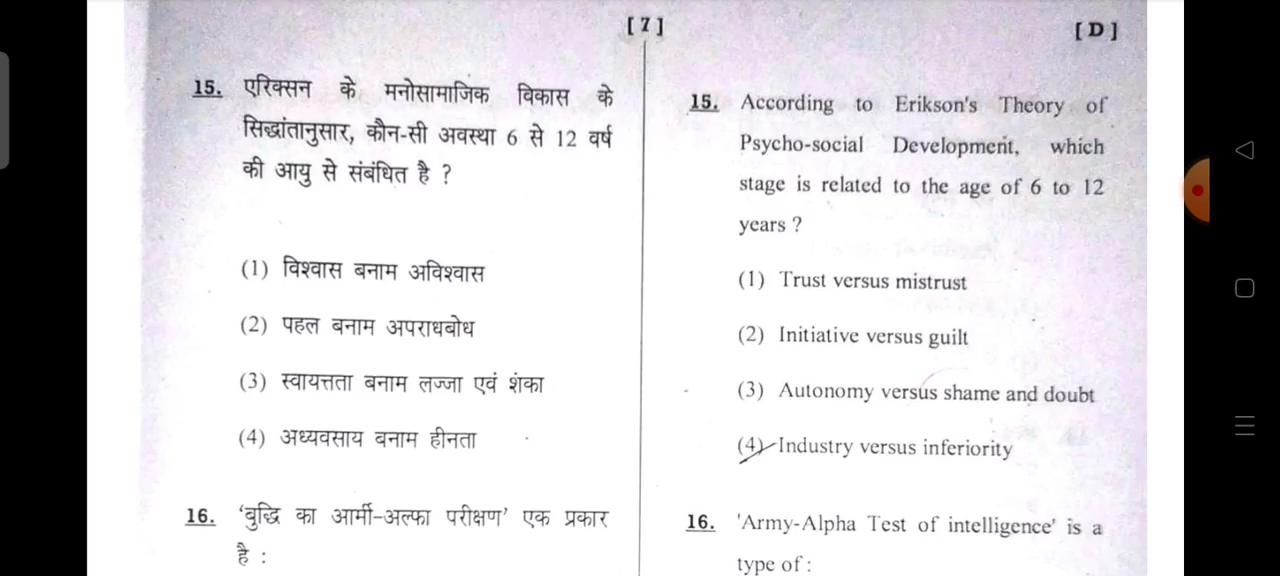 [ 7 ]
[ D ]
15. एरिक्सन के मनोसामाजिक विकास के
सिद्धांतानुसार, कौन-सी अवस्था 6 से 12 वर्ष
की आयु से संबंधित है ?
(1) विश्वास बनाम अविश्वास
(2) पहल बनाम अपराधबोध
(3) स्वायत्तता बनाम लज्जा एवं शंका
(4) अध्यवसाय बनाम हीनता
16. 'बुद्धि का आर्मी-अल्फा परीक्षण' एक प्रकार
है :
15. According to Erikson's Theory of
Psycho-social Development, which
stage is related to the age of 6 to 12
years ?
(1) Trust versus mistrust
(2) Initiative versus guilt
(3) Autonomy versus shame and doubt
(4) Industry versus inferiority
16. 'Army-Alpha Test of intelligence' is a
type of :